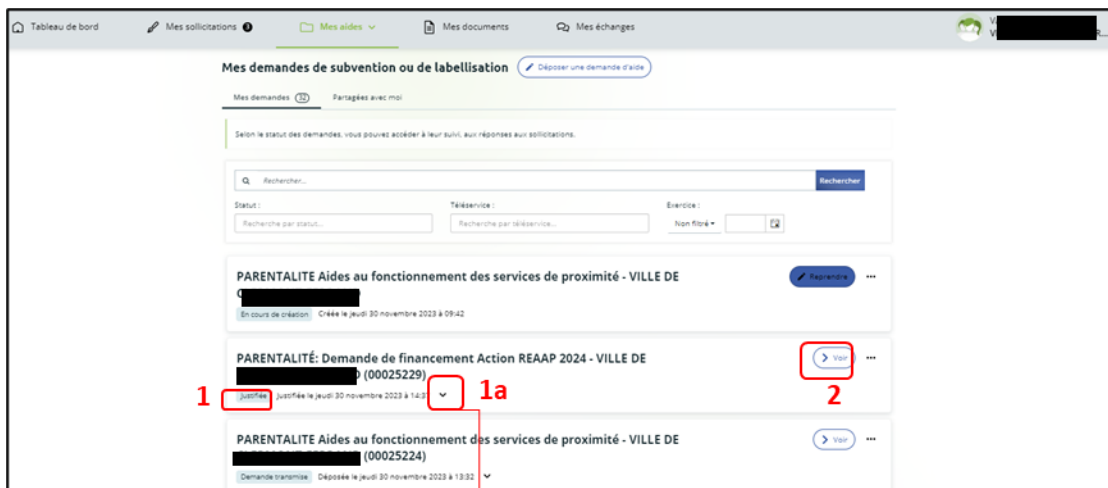 Tableau de bord Mes sollicitations 3 Mes aides Mes documents Mes échanges
Mes demandes de subvention ou de labellisation Déposer une demande d'aide
Mes demandes 32 Partagées avec moi
Selon le statut des demandes, vous pouvez accéder à leur suivi, aux réponses aux sollicitations.
Rechercher... Rechercher
Statut : Téléservice : Exercice :
Recherche par statut... Recherche par téléservice... Non filtré
PARENTALITE Aides au fonctionnement des services de proximité - VILLE DE
Reprendre ...
En cours de création Créée le jeudi 30 novembre 2023 à 09:42
PARENTALITÉ: Demande de financement Action REAAP 2024 - VILLE DE
(00025229)
Voir ...
1 Justifiée Justifiée le jeudi 30 novembre 2023 à 1a 2
PARENTALITE Aides au fonctionnement des services de proximité - VILLE DE
(00025224)
Voir ...
Demande transmise Déposée le jeudi 30 novembre 2023 à 13:32